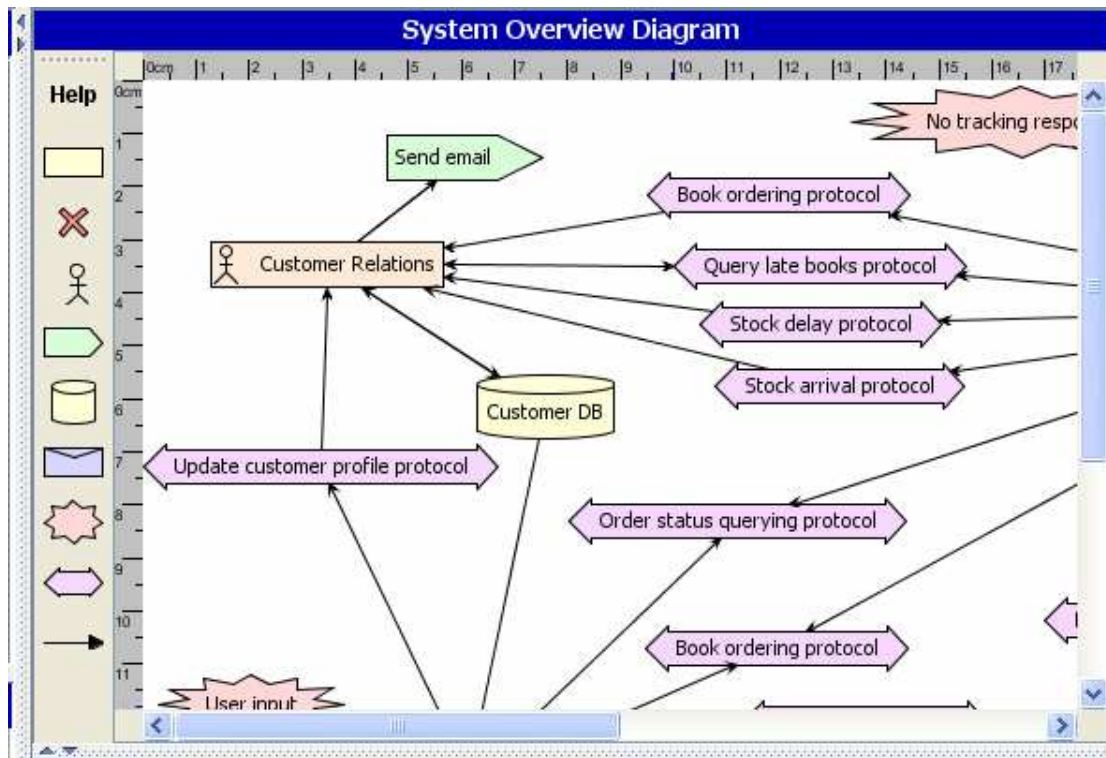 System Overview Diagram
0cm 1 2 3 4 5 6 7 8 9 10 11 12 13 14 15 16 17
Help
0cm
1
2
3
4
5
6
7
8
9
10
11
No tracking
Send email
Book ordering protocol
Customer Relations
Query late books protocol
Stock delay protocol
Stock arrival protocol
Customer DB
Update customer profile protocol
Order status querying protocol
Book ordering protocol
User input